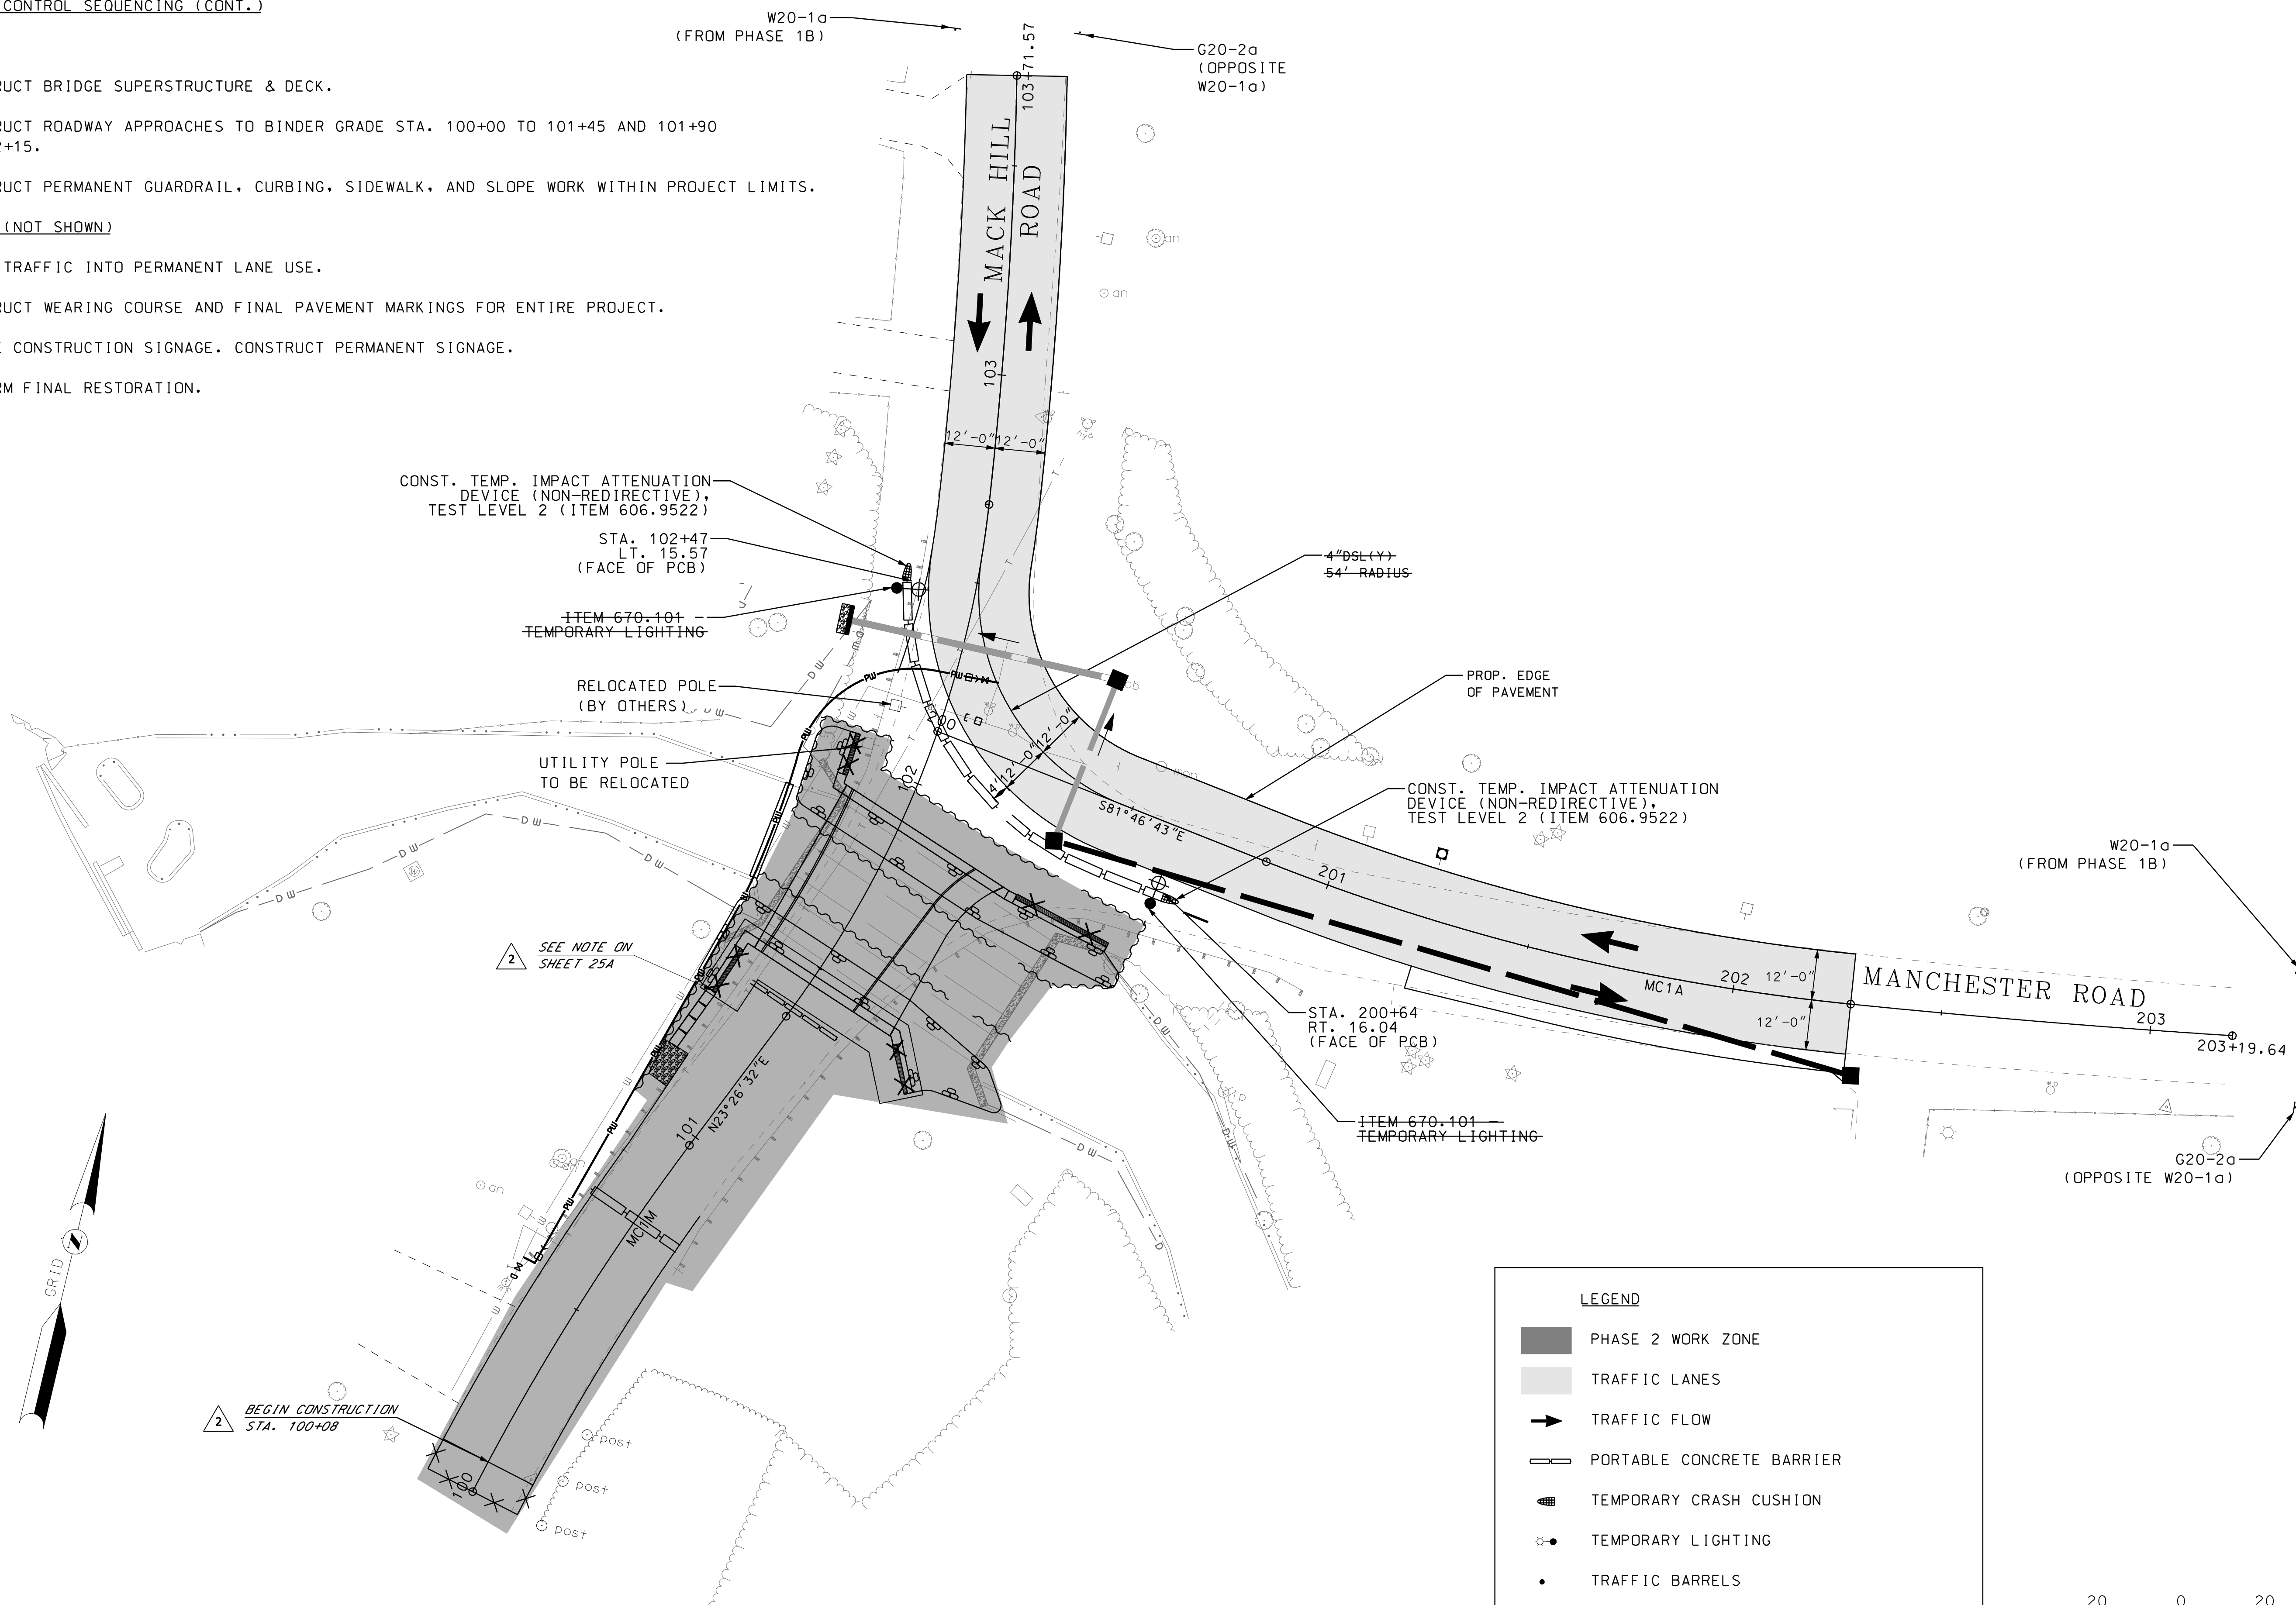 CONTROL SEQUENCING (CONT.)
RUCT BRIDGE SUPERSTRUCTURE & DECK.
RUCT ROADWAY APPROACHES TO BINDER GRADE STA. 100+00 TO 101+45 AND 101+90
2+15.
RUCT PERMANENT GUARDRAIL, CURBING, SIDEWALK, AND SLOPE WORK WITHIN PROJECT LIMITS.
(NOT SHOWN)
TRAFFIC INTO PERMANENT LANE USE.
RUCT WEARING COURSE AND FINAL PAVEMENT MARKINGS FOR ENTIRE PROJECT.
E CONSTRUCTION SIGNAGE. CONSTRUCT PERMANENT SIGNAGE.
RM FINAL RESTORATION.
W20-1a
(FROM PHASE 1B)
G20-2a
(OPPOSITE
W20-1a)
103+71.57
MACK HILL
ROAD
103
12'-0" 12'-0"
CONST. TEMP. IMPACT ATTENUATION
DEVICE (NON-REDIRECTIVE),
TEST LEVEL 2 (ITEM 606.9522)
STA. 102+47
LT. 15.57
(FACE OF PCB)
ITEM 670.101 -
TEMPORARY LIGHTING
RELOCATED POLE
(BY OTHERS)
UTILITY POLE
TO BE RELOCATED
4"DSL(Y)
54' RADIUS
PROP. EDGE
OF PAVEMENT
CONST. TEMP. IMPACT ATTENUATION
DEVICE (NON-REDIRECTIVE),
TEST LEVEL 2 (ITEM 606.9522)
4' 12'-0" 12'-0"
102
S81°46'43"E
201
W20-1a
(FROM PHASE 1B)
2
SEE NOTE ON
SHEET 25A
STA. 200+64
RT. 16.04
(FACE OF PCB)
MC1A
202
12'-0"
12'-0"
MANCHESTER ROAD
203
203+19.64
ITEM 670.101 -
TEMPORARY LIGHTING
G20-2a
(OPPOSITE W20-1a)
N23°26'32"E
101
MC1M
GRID
N
2
BEGIN CONSTRUCTION
STA. 100+08
100
post
post
post
LEGEND
PHASE 2 WORK ZONE
TRAFFIC LANES
TRAFFIC FLOW
PORTABLE CONCRETE BARRIER
TEMPORARY CRASH CUSHION
TEMPORARY LIGHTING
TRAFFIC BARRELS
20 0 20